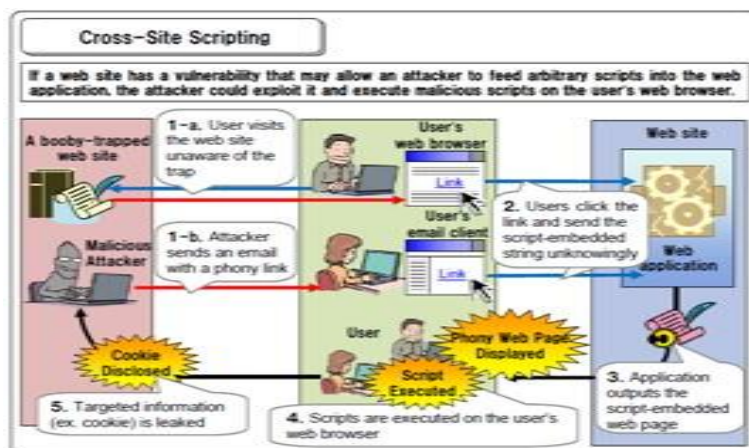 Cross-Site Scripting
If a web site has a vulnerability that may allow an attacker to feed arbitrary scripts into the web
application, the attacker could exploit it and execute malicious scripts on the user's web browser.
A booby-trapped
web site
1-a. User visits
the web site
unaware of the
trap
User's
web browser
Link
Web site
2. Users click the
link and send the
script-embedded
string unknowingly
Malicious
Attacker
1-b. Attacker
sends an email
with a phony link
User's
email client
Link
Web
application
User
Phony Web Page
Displayed
Cookie
Disclosed
Script
Executed
3. Application
outputs the
script-embedded
web page
5. Targeted information
(ex. cookie) is leaked
4. Scripts are executed on the user's
web browser